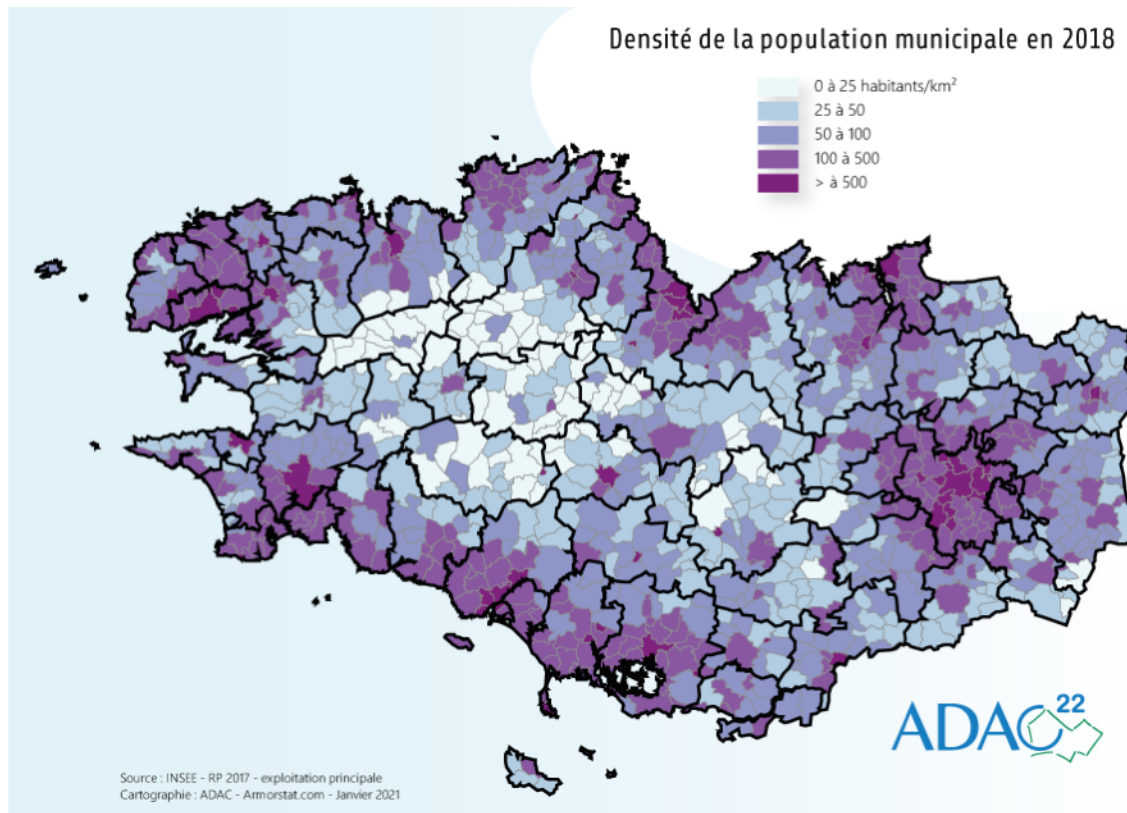 Densité de la population municipale en 2018
0 à 25 habitants/km²
25 à 50
50 à 100
100 à 500
> à 500
ADAC 22
Source : INSEE - RP 2017 - exploitation principale
Cartographie : ADAC - Armorstat.com - Janvier 2021